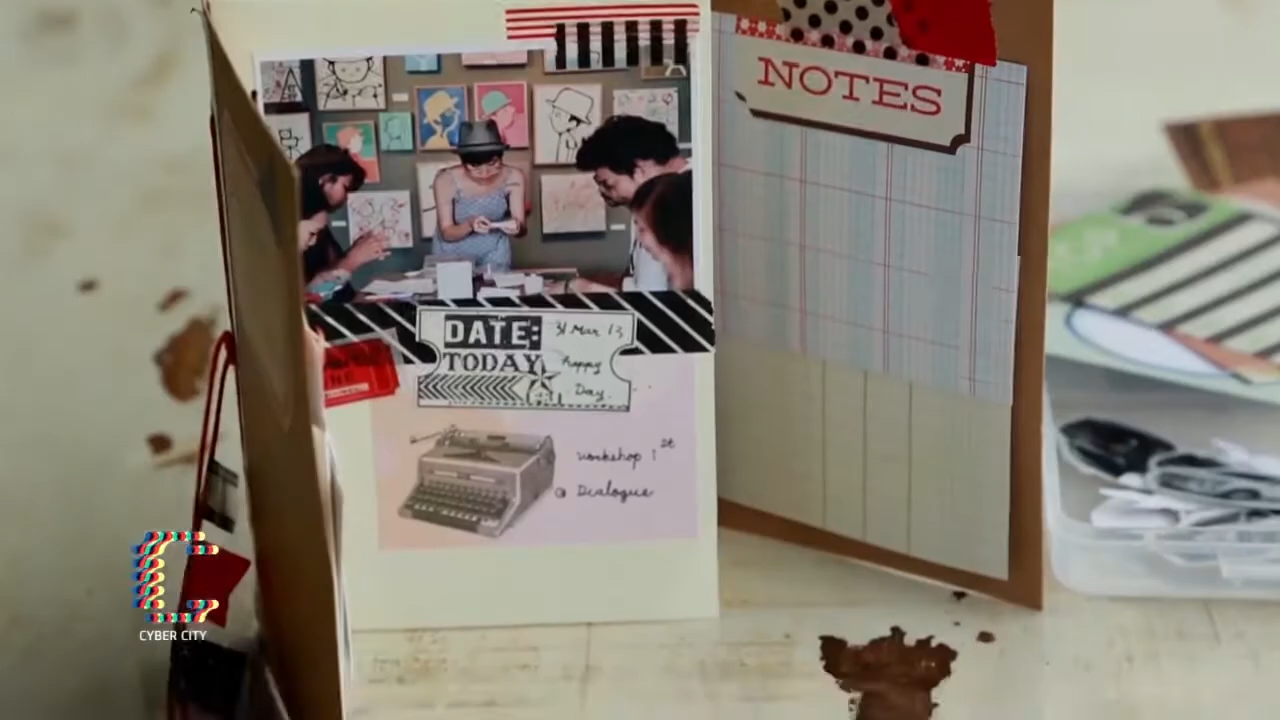 NOTES
DATE: 31 Mar 13
TODAY happy
Day.
workshop 1st
@ Dialogue
CYBER CITY